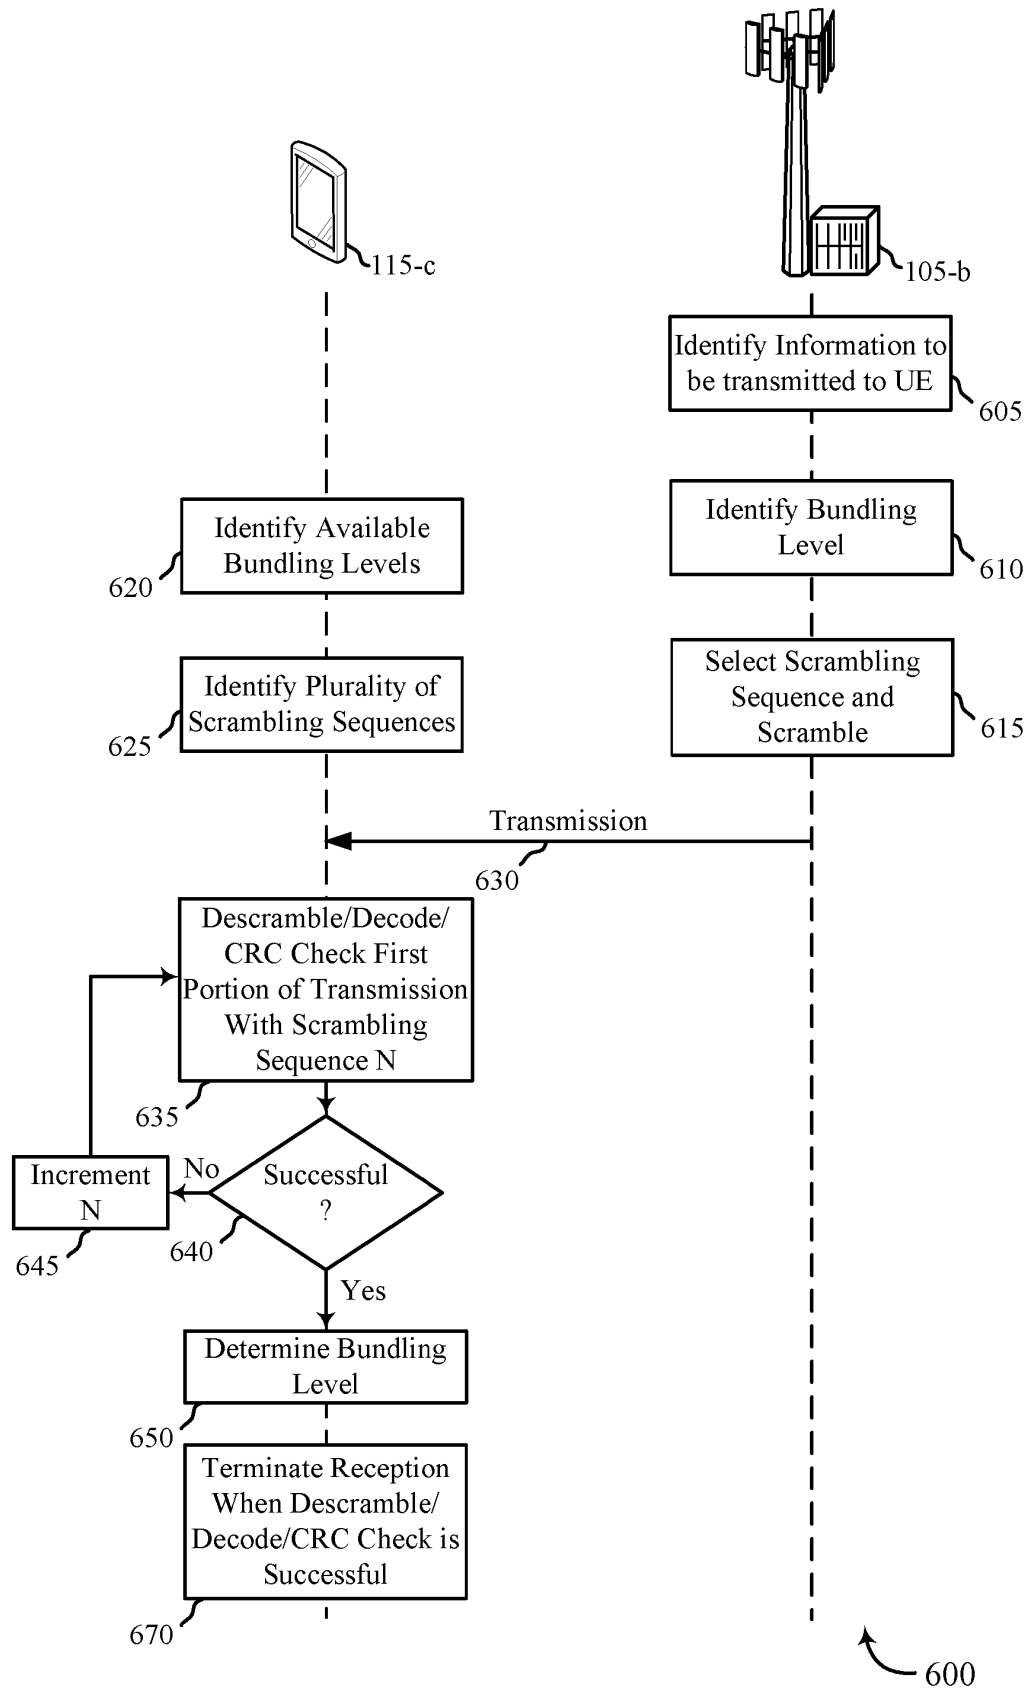 115-c
105-b
Identify Information to
be transmitted to UE
605
Identify Available
Bundling Levels
620
Identify Bundling
Level
610
Identify Plurality of
Scrambling Sequences
625
Select Scrambling
Sequence and
Scramble
615
Transmission
630
Descramble/Decode/
CRC Check First
Portion of Transmission
With Scrambling
Sequence N
635
Successful
?
640
No
Increment
N
645
Yes
Determine Bundling
Level
650
Terminate Reception
When Descramble/
Decode/CRC Check is
Successful
670
600